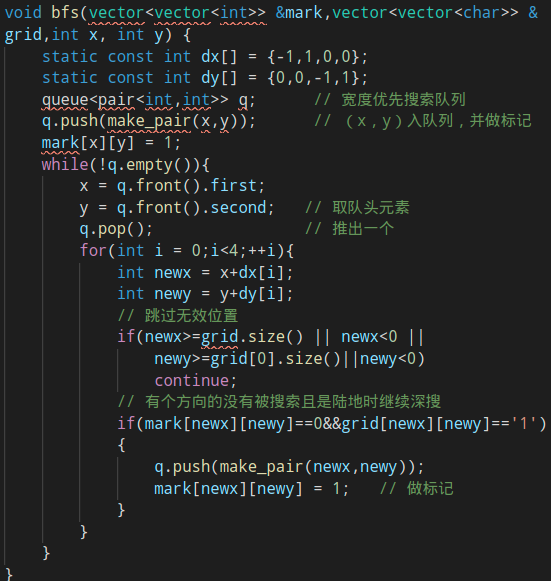 void bfs(vector<vector<int>> &mark,vector<vector<char>> &
grid,int x, int y) {
    static const int dx[] = {-1,1,0,0};
    static const int dy[] = {0,0,-1,1};
    queue<pair<int,int>> q;       // 宽度优先搜索队列
    q.push(make_pair(x,y));       // （x，y）入队列，并做标记
    mark[x][y] = 1;
    while(!q.empty()){
        x = q.front().first;
        y = q.front().second;   // 取队头元素
        q.pop();                // 推出一个
        for(int i = 0;i<4;++i){
            int newx = x+dx[i];
            int newy = y+dy[i];
            // 跳过无效位置
            if(newx>=grid.size() || newx<0 ||
                newy>=grid[0].size()||newy<0)
                continue;
            // 有个方向的没有被搜索且是陆地时继续深搜
            if(mark[newx][newy]==0&&grid[newx][newy]=='1')
            {
                q.push(make_pair(newx,newy));
                mark[newx][newy] = 1;   // 做标记
            }
        }
    }
}